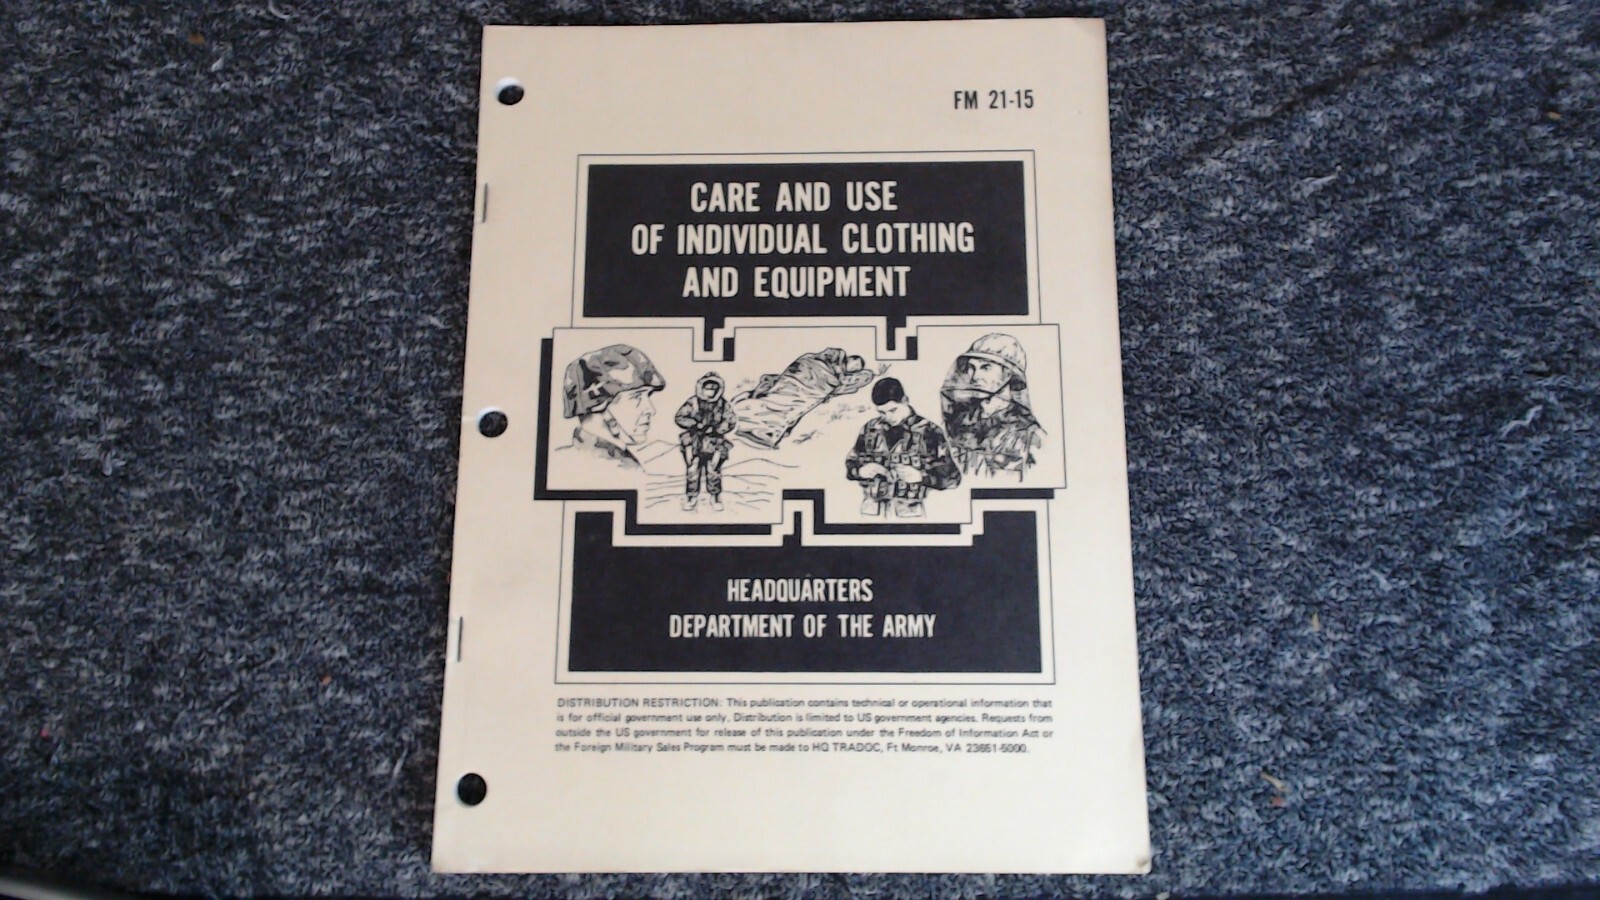 FM 21-15
CARE AND USE
OF INDIVIDUAL CLOTHING
AND EQUIPMENT
HEADQUARTERS
DEPARTMENT OF THE ARMY
DISTRIBUTION RESTRICTION: This publication contains technical or operational information that
is for official government use only. Distribution is limited to US government agencies. Requests from
outside the US government for release of this publication under the Freedom of Information Act or
the Foreign Military Sales Program must be made to HQ TRADOC, Ft Monroe, VA 23651-5000.